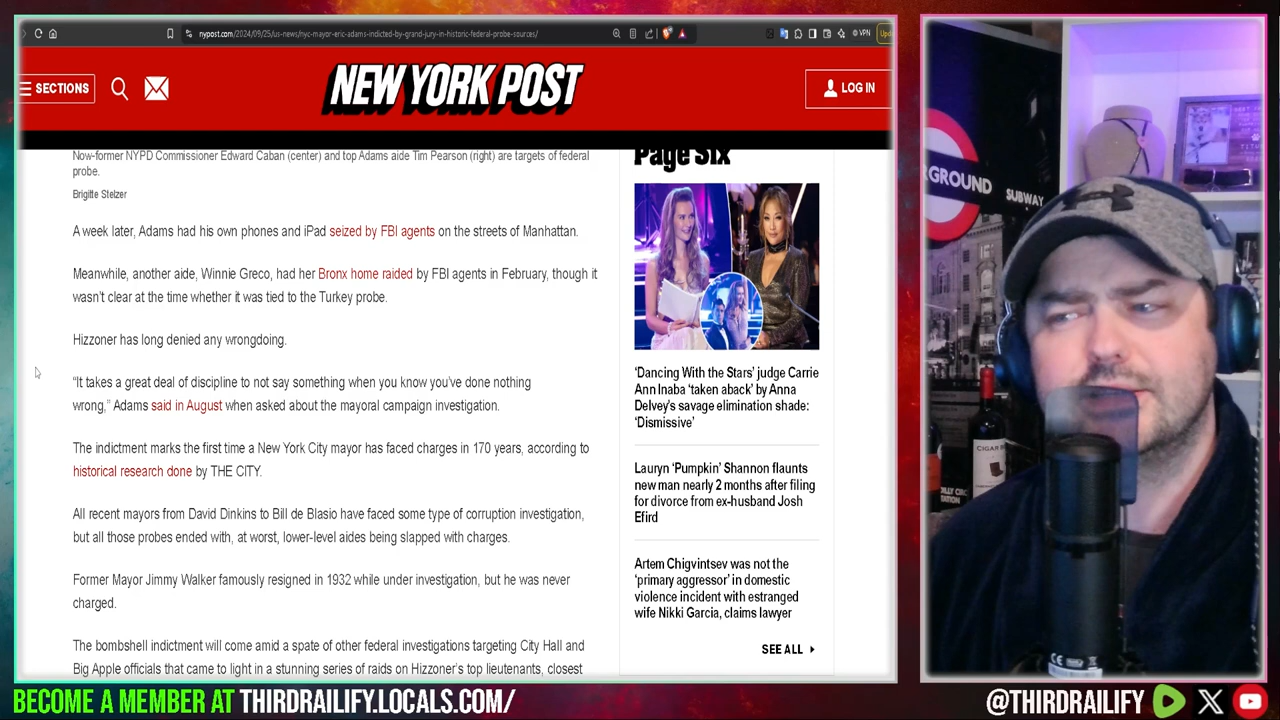 nypost.com/2024/09/25/us-news/nyc-mayor-eric-adams-indicted-by-grand-jury-in-historic-federal-probe-sources/
VPN
SECTIONS
NEW YORK POST
LOG IN
Now-former NYPD Commissioner Edward Caban (center) and top Adams aide Tim Pearson (right) are targets of federal
probe.
Brigitte Stelzer
A week later, Adams had his own phones and iPad seized by FBI agents on the streets of Manhattan.
Meanwhile, another aide, Winnie Greco, had her Bronx home raided by FBI agents in February, though it
wasn't clear at the time whether it was tied to the Turkey probe.
Hizzoner has long denied any wrongdoing.
“It takes a great deal of discipline to not say something when you know you've done nothing
wrong,” Adams said in August when asked about the mayoral campaign investigation.
The indictment marks the first time a New York City mayor has faced charges in 170 years, according to
historical research done by THE CITY.
All recent mayors from David Dinkins to Bill de Blasio have faced some type of corruption investigation,
but all those probes ended with, at worst, lower-level aides being slapped with charges.
Former Mayor Jimmy Walker famously resigned in 1932 while under investigation, but he was never
charged.
The bombshell indictment will come amid a spate of other federal investigations targeting City Hall and
Big Apple officials that came to light in a stunning series of raids on Hizzoner's top lieutenants, closest
Page Six
‘Dancing With the Stars’ judge Carrie
Ann Inaba ‘taken aback’ by Anna
Delvey's savage elimination shade:
‘Dismissive’
Lauryn ‘Pumpkin’ Shannon flaunts
new man nearly 2 months after filing
for divorce from ex-husband Josh
Efird
Artem Chigvintsev was not the
‘primary aggressor’ in domestic
violence incident with estranged
wife Nikki Garcia, claims lawyer
SEE ALL
RGROUND
SUBWAY
CIGAR
BECOME A MEMBER AT THIRDRAILIFY.LOCALS.COM/
@THIRDRAILIFY